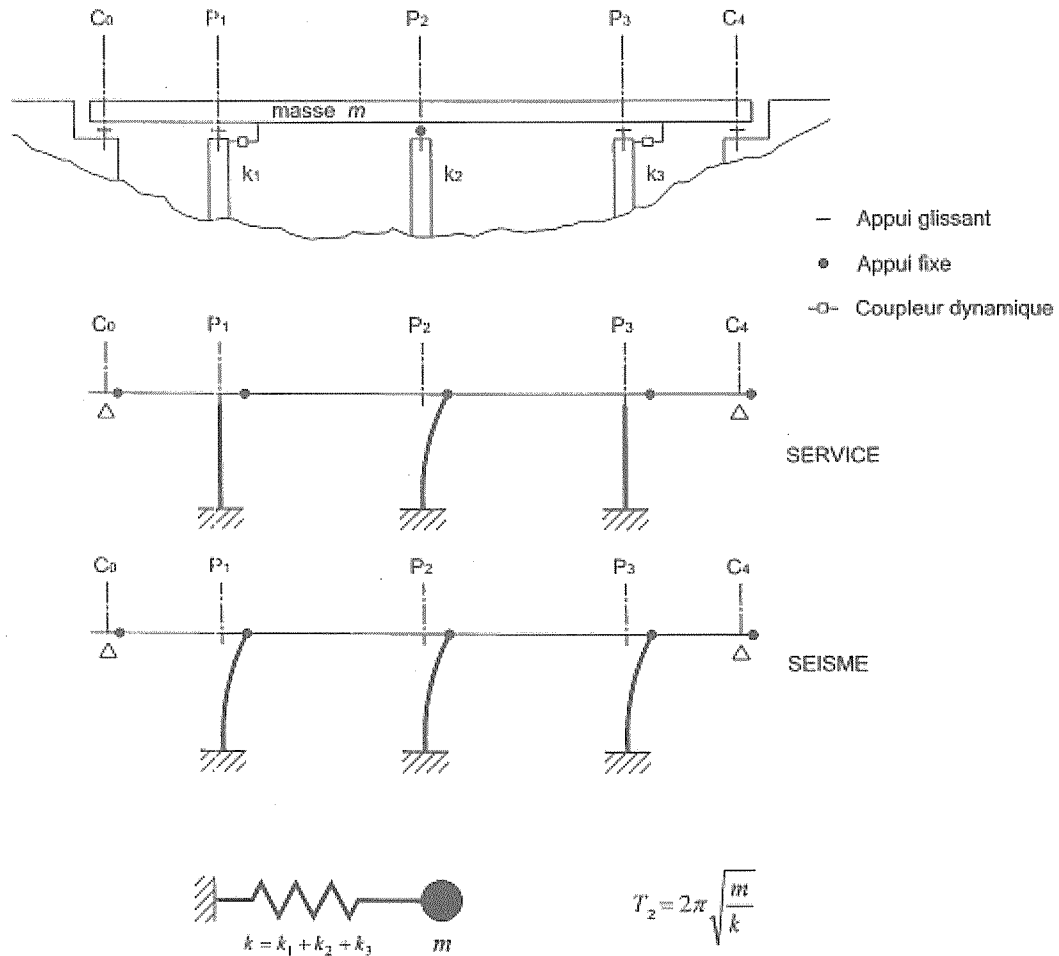 C0 P1 P2 P3 C4
masse m
k1 k2 k3
Appui glissant
Appui fixe
Coupleur dynamique
C0 P1 P2 P3 C4
SERVICE
C0 P1 P2 P3 C4
SEISME
k = k1 + k2 + k3
m
T2 = 2π√(m/k)